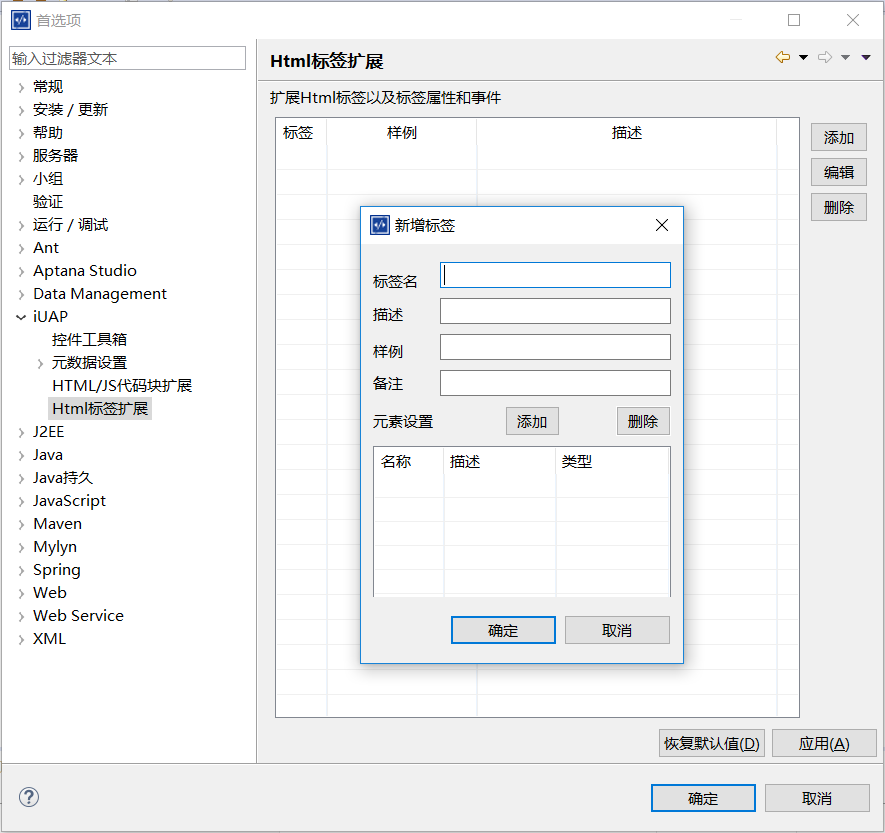 首选项
输入过滤器文本
常规
安装 / 更新
帮助
服务器
小组
验证
运行 / 调试
Ant
Aptana Studio
Data Management
iUAP
控件工具箱
元数据设置
HTML/JS代码块扩展
Html标签扩展
J2EE
Java
Java持久
JavaScript
Maven
Mylyn
Spring
Web
Web Service
XML
Html标签扩展
扩展Html标签以及标签属性和事件
标签 样例 描述
添加
编辑
删除
新增标签
标签名
描述
样例
备注
元素设置 添加 删除
名称 描述 类型
确定 取消
恢复默认值(D) 应用(A)
确定 取消